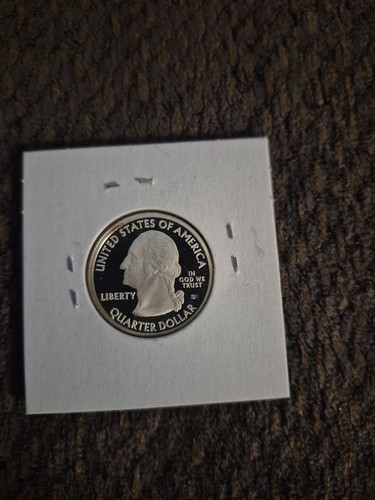 UNITED STATES OF AMERICA
LIBERTY
IN
GOD WE
TRUST
QUARTER DOLLAR